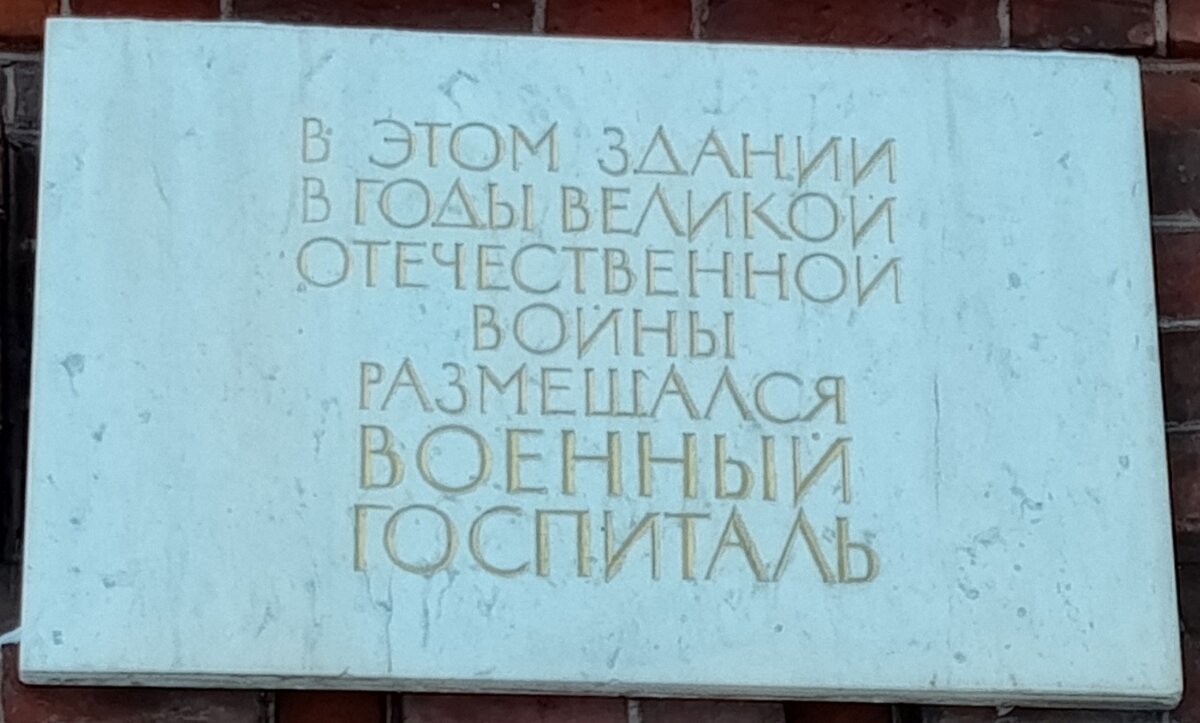 В ЭТОМ ЗДАНИИ
В ГОДЫ ВЕЛИКОЙ
ОТЕЧЕСТВЕННОЙ
ВОЙНЫ
РАЗМЕЩАЛСЯ
ВОЕННЫЙ
ГОСПИТАЛЬ